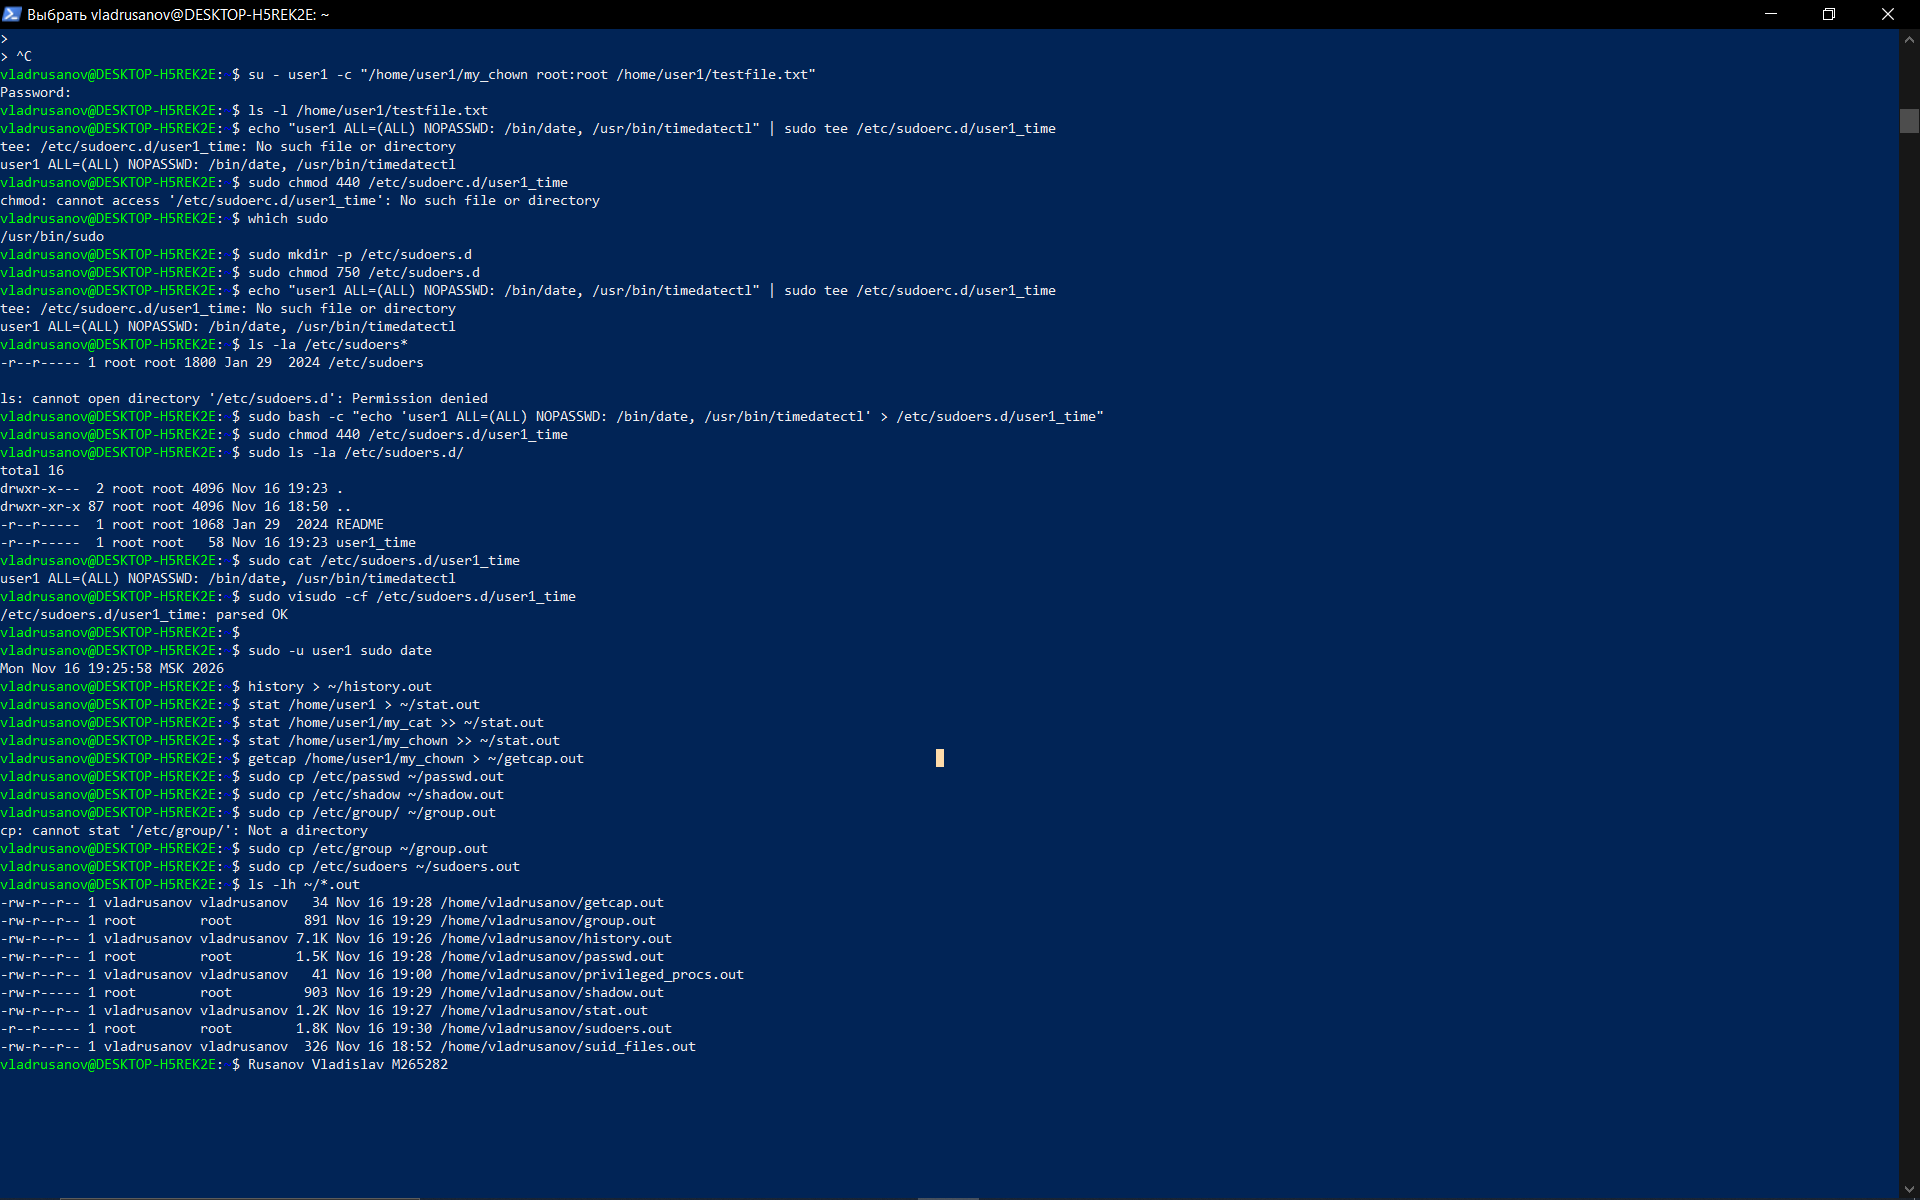 Выбрать vladrusanov@DESKTOP-H5REK2E: ~
>
> ^C
vladrusanov@DESKTOP-H5REK2E: $ su - user1 -c "/home/user1/my_chown root:root /home/user1/testfile.txt"
Password:
vladrusanov@DESKTOP-H5REK2E: $ ls -l /home/user1/testfile.txt
vladrusanov@DESKTOP-H5REK2E: $ echo "user1 ALL=(ALL) NOPASSWD: /bin/date, /usr/bin/timedatectl" | sudo tee /etc/sudoerc.d/user1_time
tee: /etc/sudoerc.d/user1_time: No such file or directory
user1 ALL=(ALL) NOPASSWD: /bin/date, /usr/bin/timedatectl
vladrusanov@DESKTOP-H5REK2E: $ sudo chmod 440 /etc/sudoerc.d/user1_time
chmod: cannot access '/etc/sudoerc.d/user1_time': No such file or directory
vladrusanov@DESKTOP-H5REK2E: $ which sudo
/usr/bin/sudo
vladrusanov@DESKTOP-H5REK2E: $ sudo mkdir -p /etc/sudoers.d
vladrusanov@DESKTOP-H5REK2E: $ sudo chmod 750 /etc/sudoers.d
vladrusanov@DESKTOP-H5REK2E: $ echo "user1 ALL=(ALL) NOPASSWD: /bin/date, /usr/bin/timedatectl" | sudo tee /etc/sudoerc.d/user1_time
tee: /etc/sudoerc.d/user1_time: No such file or directory
user1 ALL=(ALL) NOPASSWD: /bin/date, /usr/bin/timedatectl
vladrusanov@DESKTOP-H5REK2E: $ ls -la /etc/sudoers*
-r--r----- 1 root root 1800 Jan 29  2024 /etc/sudoers
ls: cannot open directory '/etc/sudoers.d': Permission denied
vladrusanov@DESKTOP-H5REK2E: $ sudo bash -c "echo 'user1 ALL=(ALL) NOPASSWD: /bin/date, /usr/bin/timedatectl' > /etc/sudoers.d/user1_time"
vladrusanov@DESKTOP-H5REK2E: $ sudo chmod 440 /etc/sudoers.d/user1_time
vladrusanov@DESKTOP-H5REK2E: $ sudo ls -la /etc/sudoers.d/
total 16
drwxr-x---  2 root root 4096 Nov 16 19:23 .
drwxr-xr-x 87 root root 4096 Nov 16 18:50 ..
-r--r-----  1 root root 1068 Jan 29  2024 README
-r--r-----  1 root root   58 Nov 16 19:23 user1_time
vladrusanov@DESKTOP-H5REK2E: $ sudo cat /etc/sudoers.d/user1_time
user1 ALL=(ALL) NOPASSWD: /bin/date, /usr/bin/timedatectl
vladrusanov@DESKTOP-H5REK2E: $ sudo visudo -cf /etc/sudoers.d/user1_time
/etc/sudoers.d/user1_time: parsed OK
vladrusanov@DESKTOP-H5REK2E: $
vladrusanov@DESKTOP-H5REK2E: $ sudo -u user1 sudo date
Mon Nov 16 19:25:58 MSK 2026
vladrusanov@DESKTOP-H5REK2E: $ history > ~/history.out
vladrusanov@DESKTOP-H5REK2E: $ stat /home/user1 > ~/stat.out
vladrusanov@DESKTOP-H5REK2E: $ stat /home/user1/my_cat >> ~/stat.out
vladrusanov@DESKTOP-H5REK2E: $ stat /home/user1/my_chown >> ~/stat.out
vladrusanov@DESKTOP-H5REK2E: $ getcap /home/user1/my_chown > ~/getcap.out
vladrusanov@DESKTOP-H5REK2E: $ sudo cp /etc/passwd ~/passwd.out
vladrusanov@DESKTOP-H5REK2E: $ sudo cp /etc/shadow ~/shadow.out
vladrusanov@DESKTOP-H5REK2E: $ sudo cp /etc/group/ ~/group.out
cp: cannot stat '/etc/group/': Not a directory
vladrusanov@DESKTOP-H5REK2E: $ sudo cp /etc/group ~/group.out
vladrusanov@DESKTOP-H5REK2E: $ sudo cp /etc/sudoers ~/sudoers.out
vladrusanov@DESKTOP-H5REK2E: $ ls -lh ~/*.out
-rw-r--r-- 1 vladrusanov vladrusanov   34 Nov 16 19:28 /home/vladrusanov/getcap.out
-rw-r--r-- 1 root        root         891 Nov 16 19:29 /home/vladrusanov/group.out
-rw-r--r-- 1 vladrusanov vladrusanov 7.1K Nov 16 19:26 /home/vladrusanov/history.out
-rw-r--r-- 1 root        root        1.5K Nov 16 19:28 /home/vladrusanov/passwd.out
-rw-r--r-- 1 vladrusanov vladrusanov   41 Nov 16 19:00 /home/vladrusanov/privileged_procs.out
-rw-r----- 1 root        root         903 Nov 16 19:29 /home/vladrusanov/shadow.out
-rw-r--r-- 1 vladrusanov vladrusanov 1.2K Nov 16 19:27 /home/vladrusanov/stat.out
-r--r----- 1 root        root        1.8K Nov 16 19:30 /home/vladrusanov/sudoers.out
-rw-r--r-- 1 vladrusanov vladrusanov  326 Nov 16 18:52 /home/vladrusanov/suid_files.out
vladrusanov@DESKTOP-H5REK2E: $ Rusanov Vladislav M265282